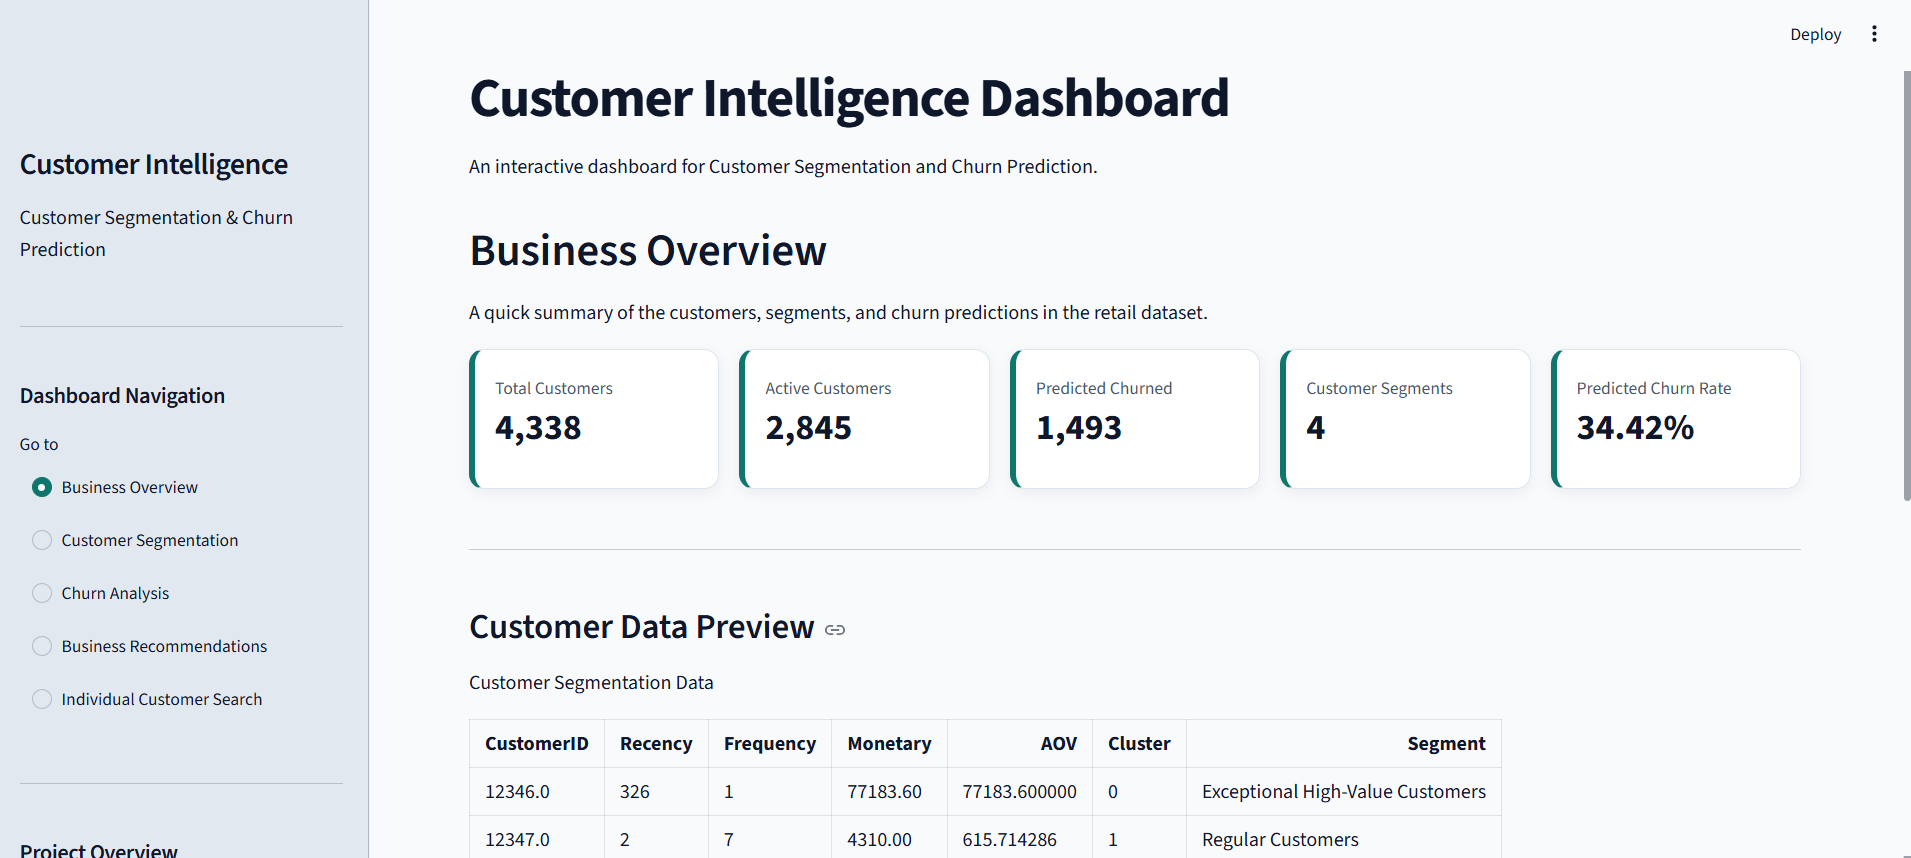 Deploy
Customer Intelligence
Customer Segmentation & Churn
Prediction
Dashboard Navigation
Go to
Business Overview
Customer Segmentation
Churn Analysis
Business Recommendations
Individual Customer Search
Project Overview
Customer Intelligence Dashboard
An interactive dashboard for Customer Segmentation and Churn Prediction.
Business Overview
A quick summary of the customers, segments, and churn predictions in the retail dataset.
Total Customers
4,338
Active Customers
2,845
Predicted Churned
1,493
Customer Segments
4
Predicted Churn Rate
34.42%
Customer Data Preview
Customer Segmentation Data
CustomerID Recency Frequency Monetary AOV Cluster Segment
12346.0 326 1 77183.60 77183.600000 0 Exceptional High-Value Customers
12347.0 2 7 4310.00 615.714286 1 Regular Customers